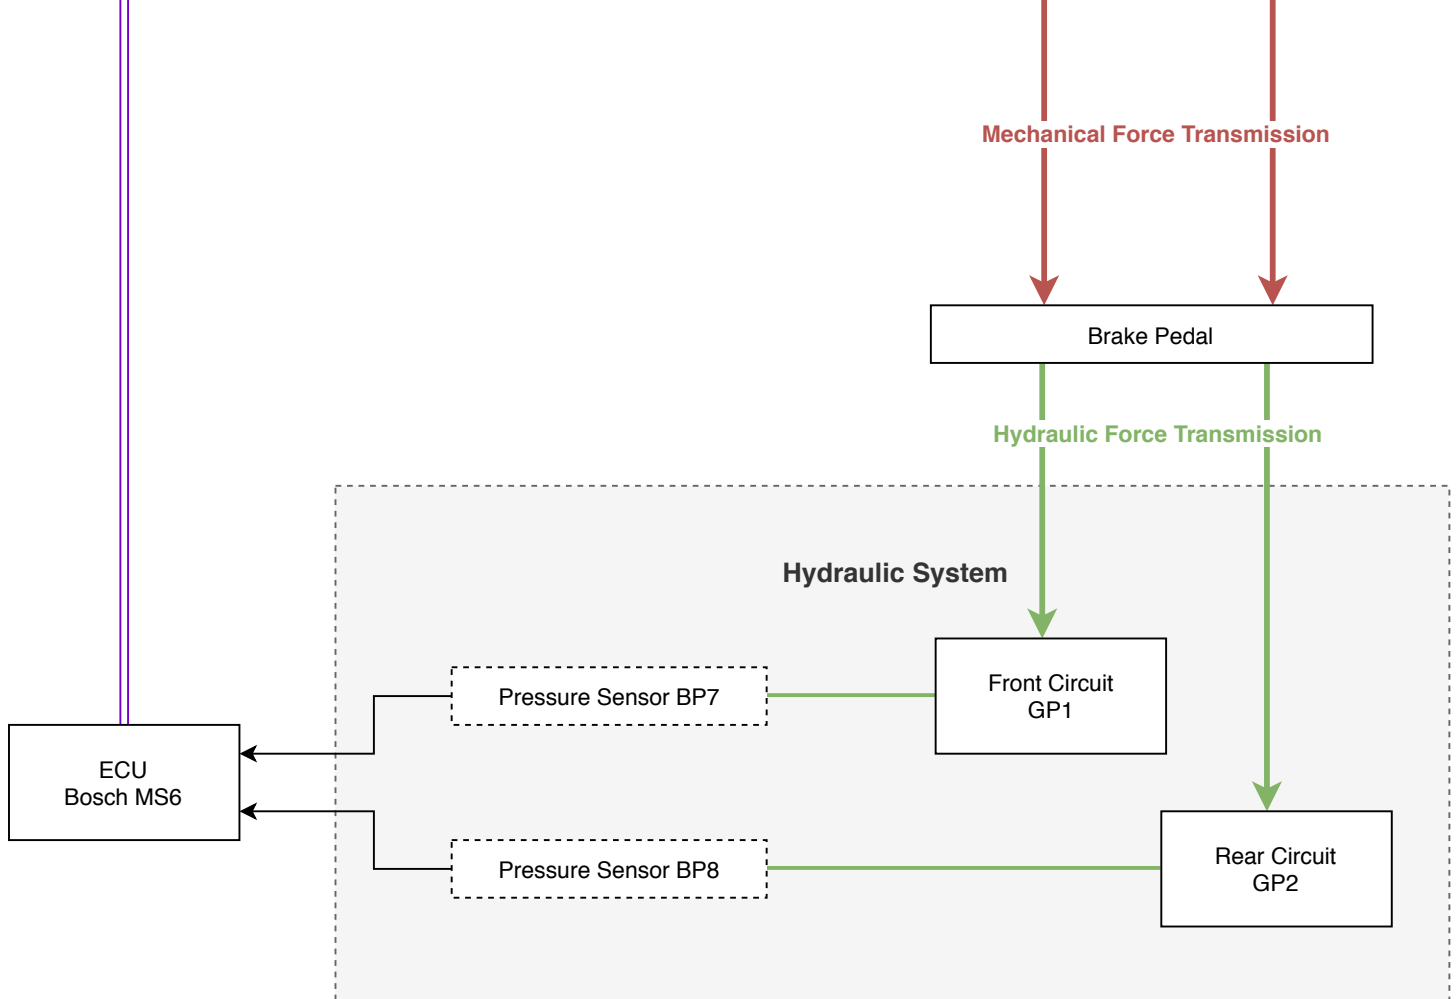 Mechanical Force Transmission
Brake Pedal
Hydraulic Force Transmission
Hydraulic System
Pressure Sensor BP7
Front Circuit
GP1
ECU
Bosch MS6
Pressure Sensor BP8
Rear Circuit
GP2